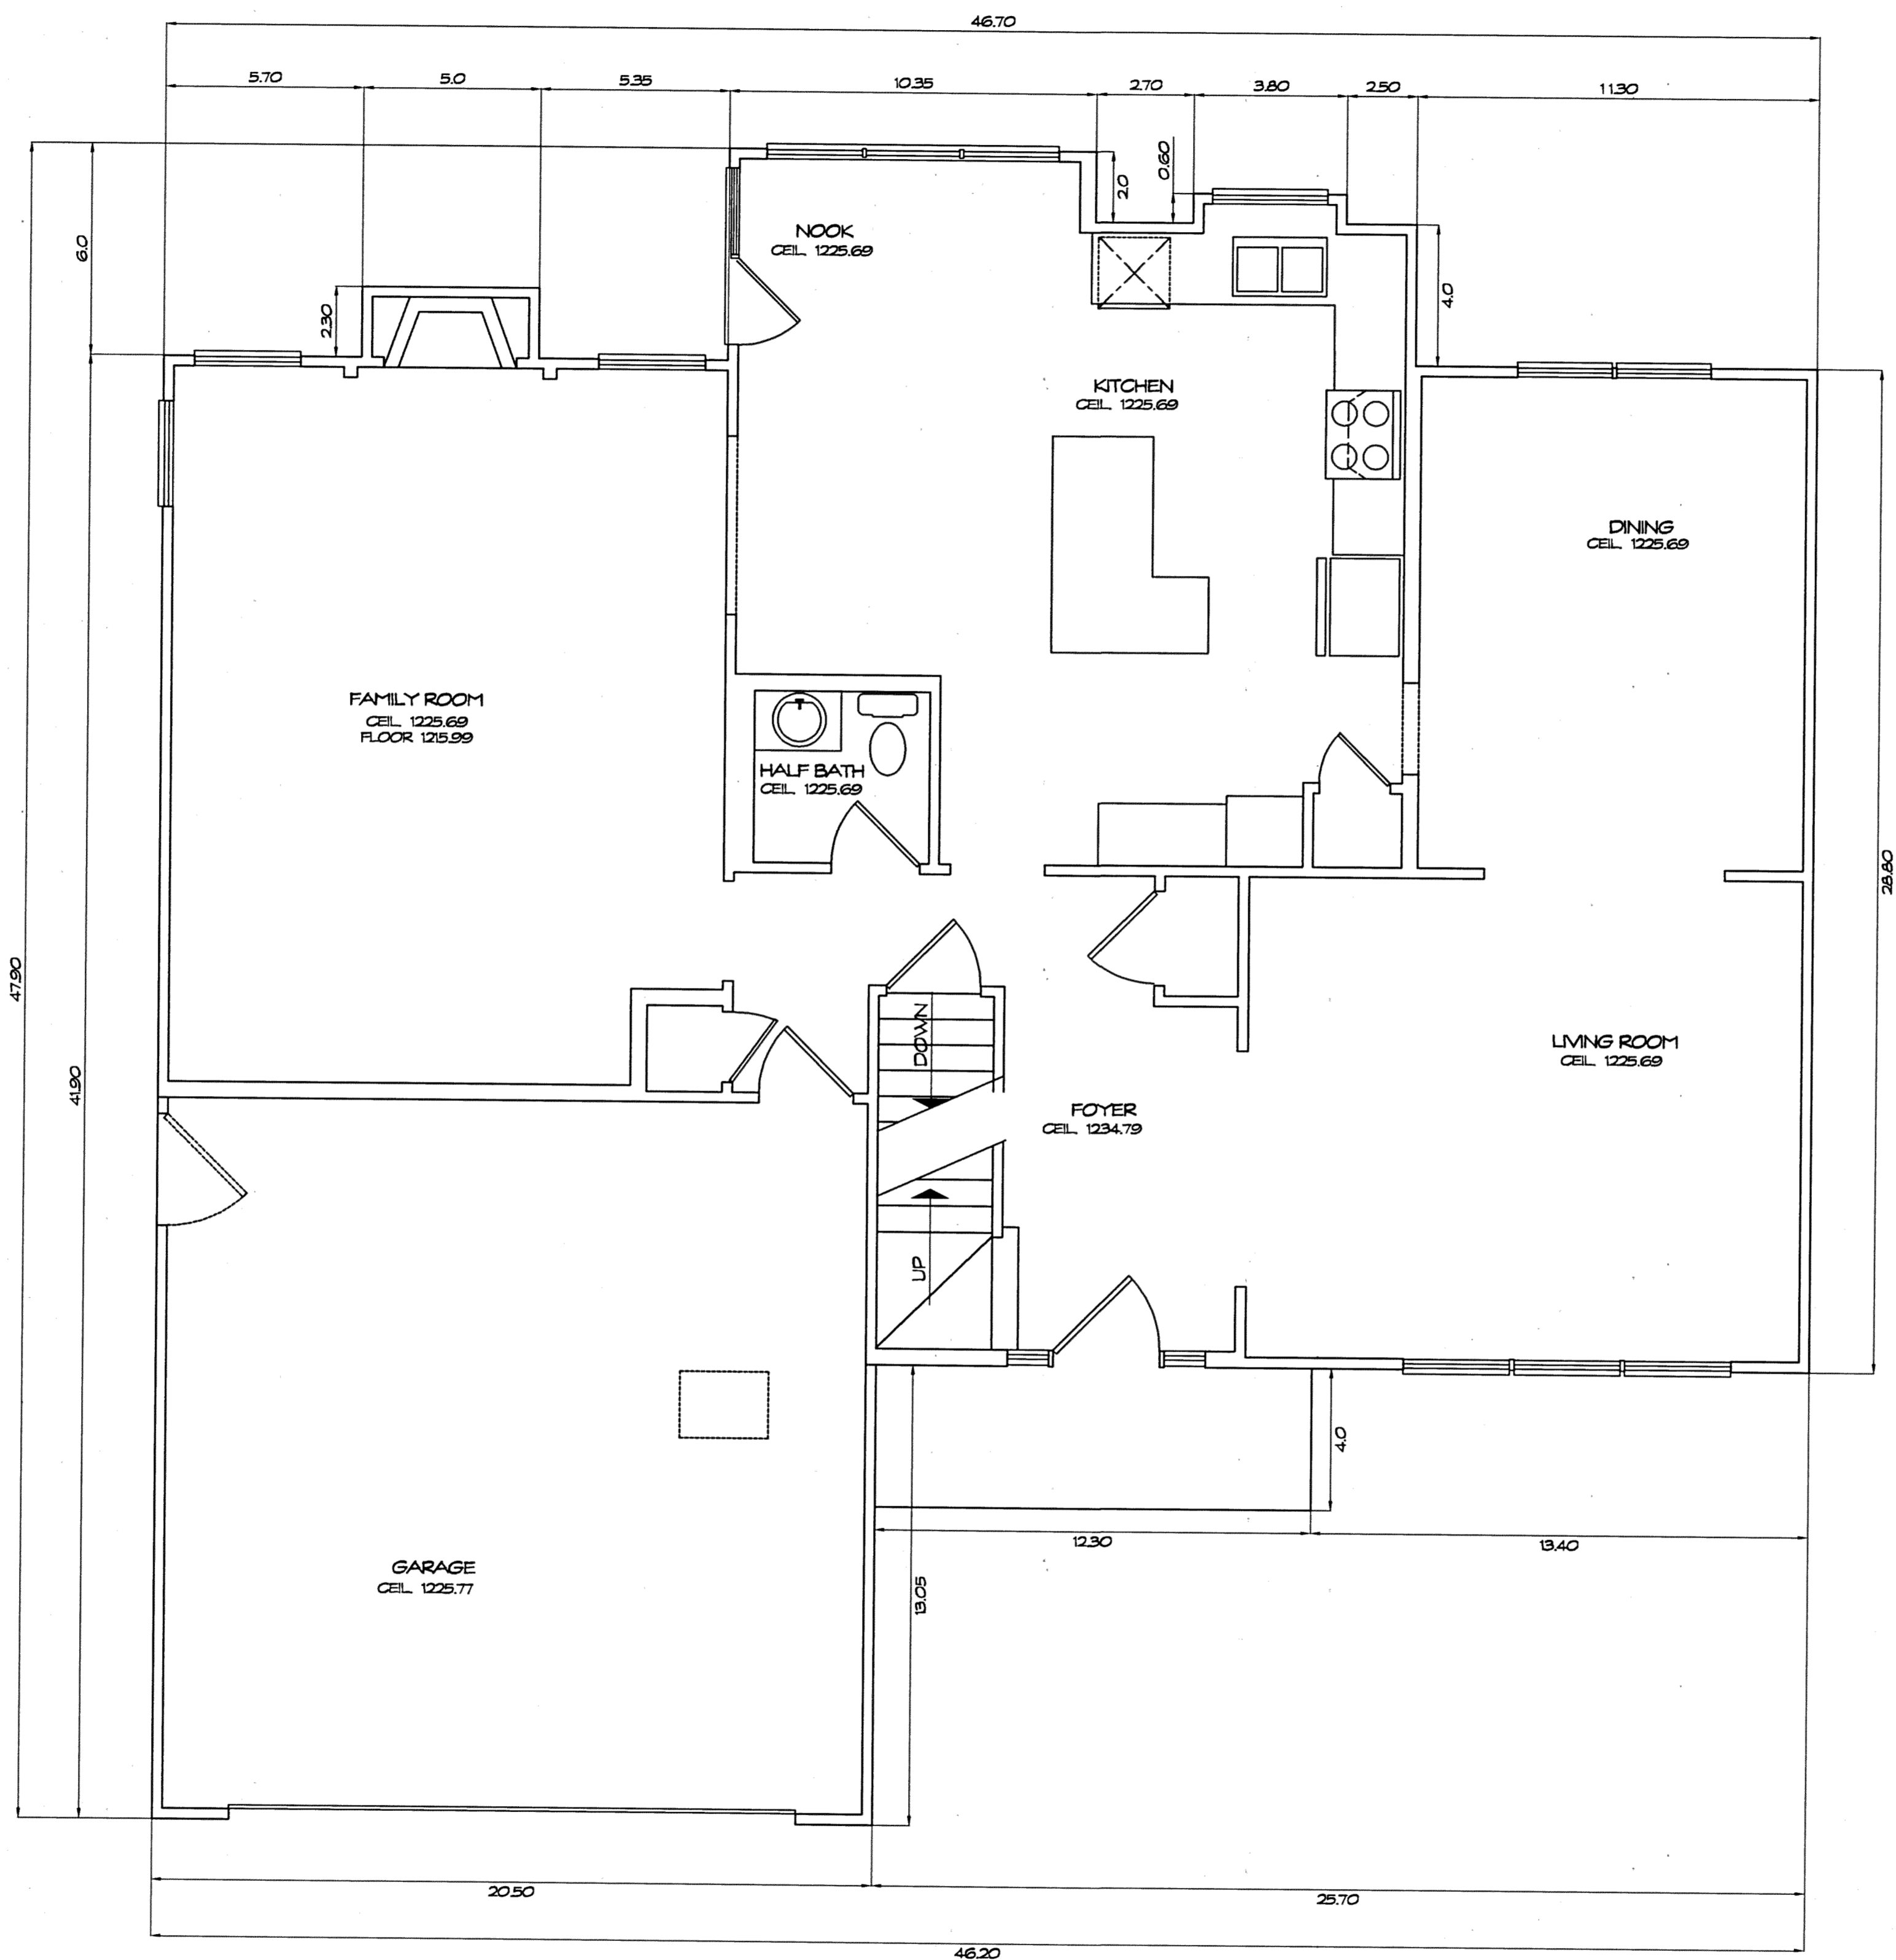 46.70
5.70
5.0
5.35
10.35
2.70
3.80
2.50
11.30
0.60
2.0
6.0
NOOK
CEIL. 1225.69
2.30
4.0
KITCHEN
CEIL. 1225.69
DINING
CEIL. 1225.69
FAMILY ROOM
CEIL. 1225.69
FLOOR 1215.99
HALF BATH
CEIL. 1225.69
28.80
47.90
41.90
DOWN
LIVING ROOM
CEIL. 1225.69
FOYER
CEIL. 1234.79
UP
4.0
12.30
13.40
GARAGE
CEIL. 1225.77
13.05
20.50
25.70
46.20